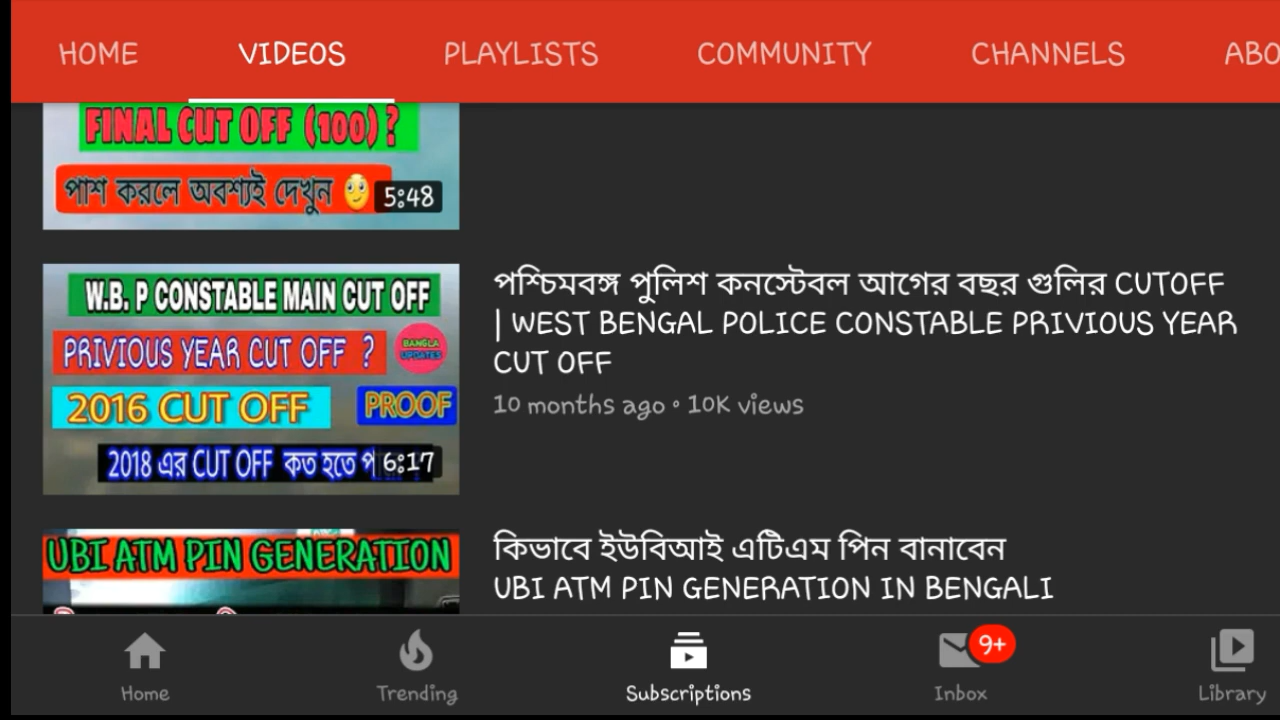 HOME VIDEOS PLAYLISTS COMMUNITY CHANNELS ABO
FINAL CUT OFF (100) ?
পাশ করলে অবশ্যই দেখুন
5:48
W.B. P CONSTABLE MAIN CUT OFF
PRIVIOUS YEAR CUT OFF ?
BANGLA
UPDATES
2016 CUT OFF PROOF
2018 এর CUT OFF কত হতে
6:17
পশ্চিমবঙ্গ পুলিশ কনস্টেবল আগের বছর গুলির CUTOFF
| WEST BENGAL POLICE CONSTABLE PRIVIOUS YEAR
CUT OFF
10 months ago • 10K views
UBI ATM PIN GENERATION
কিভাবে ইউবিআই এটিএম পিন বানাবেন
UBI ATM PIN GENERATION IN BENGALI
9+
Home Trending Subscriptions Inbox Library